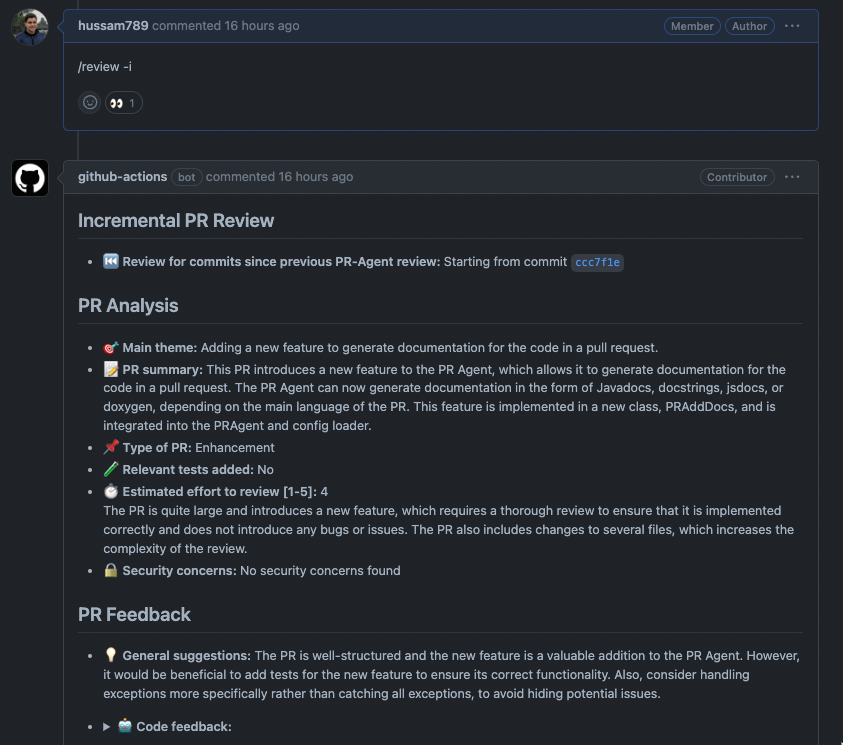 hussam789 commented 16 hours ago Member Author ...
/review -i
1
github-actions bot commented 16 hours ago Contributor ...
Incremental PR Review
Review for commits since previous PR-Agent review: Starting from commit ccc7f1e
PR Analysis
Main theme: Adding a new feature to generate documentation for the code in a pull request.
PR summary: This PR introduces a new feature to the PR Agent, which allows it to generate documentation for the
code in a pull request. The PR Agent can now generate documentation in the form of Javadocs, docstrings, jsdocs, or
doxygen, depending on the main language of the PR. This feature is implemented in a new class, PRAddDocs, and is
integrated into the PRAgent and config loader.
Type of PR: Enhancement
Relevant tests added: No
Estimated effort to review [1-5]: 4
The PR is quite large and introduces a new feature, which requires a thorough review to ensure that it is implemented
correctly and does not introduce any bugs or issues. The PR also includes changes to several files, which increases the
complexity of the review.
Security concerns: No security concerns found
PR Feedback
General suggestions: The PR is well-structured and the new feature is a valuable addition to the PR Agent. However,
it would be beneficial to add tests for the new feature to ensure its correct functionality. Also, consider handling
exceptions more specifically rather than catching all exceptions, to avoid hiding potential issues.
Code feedback: